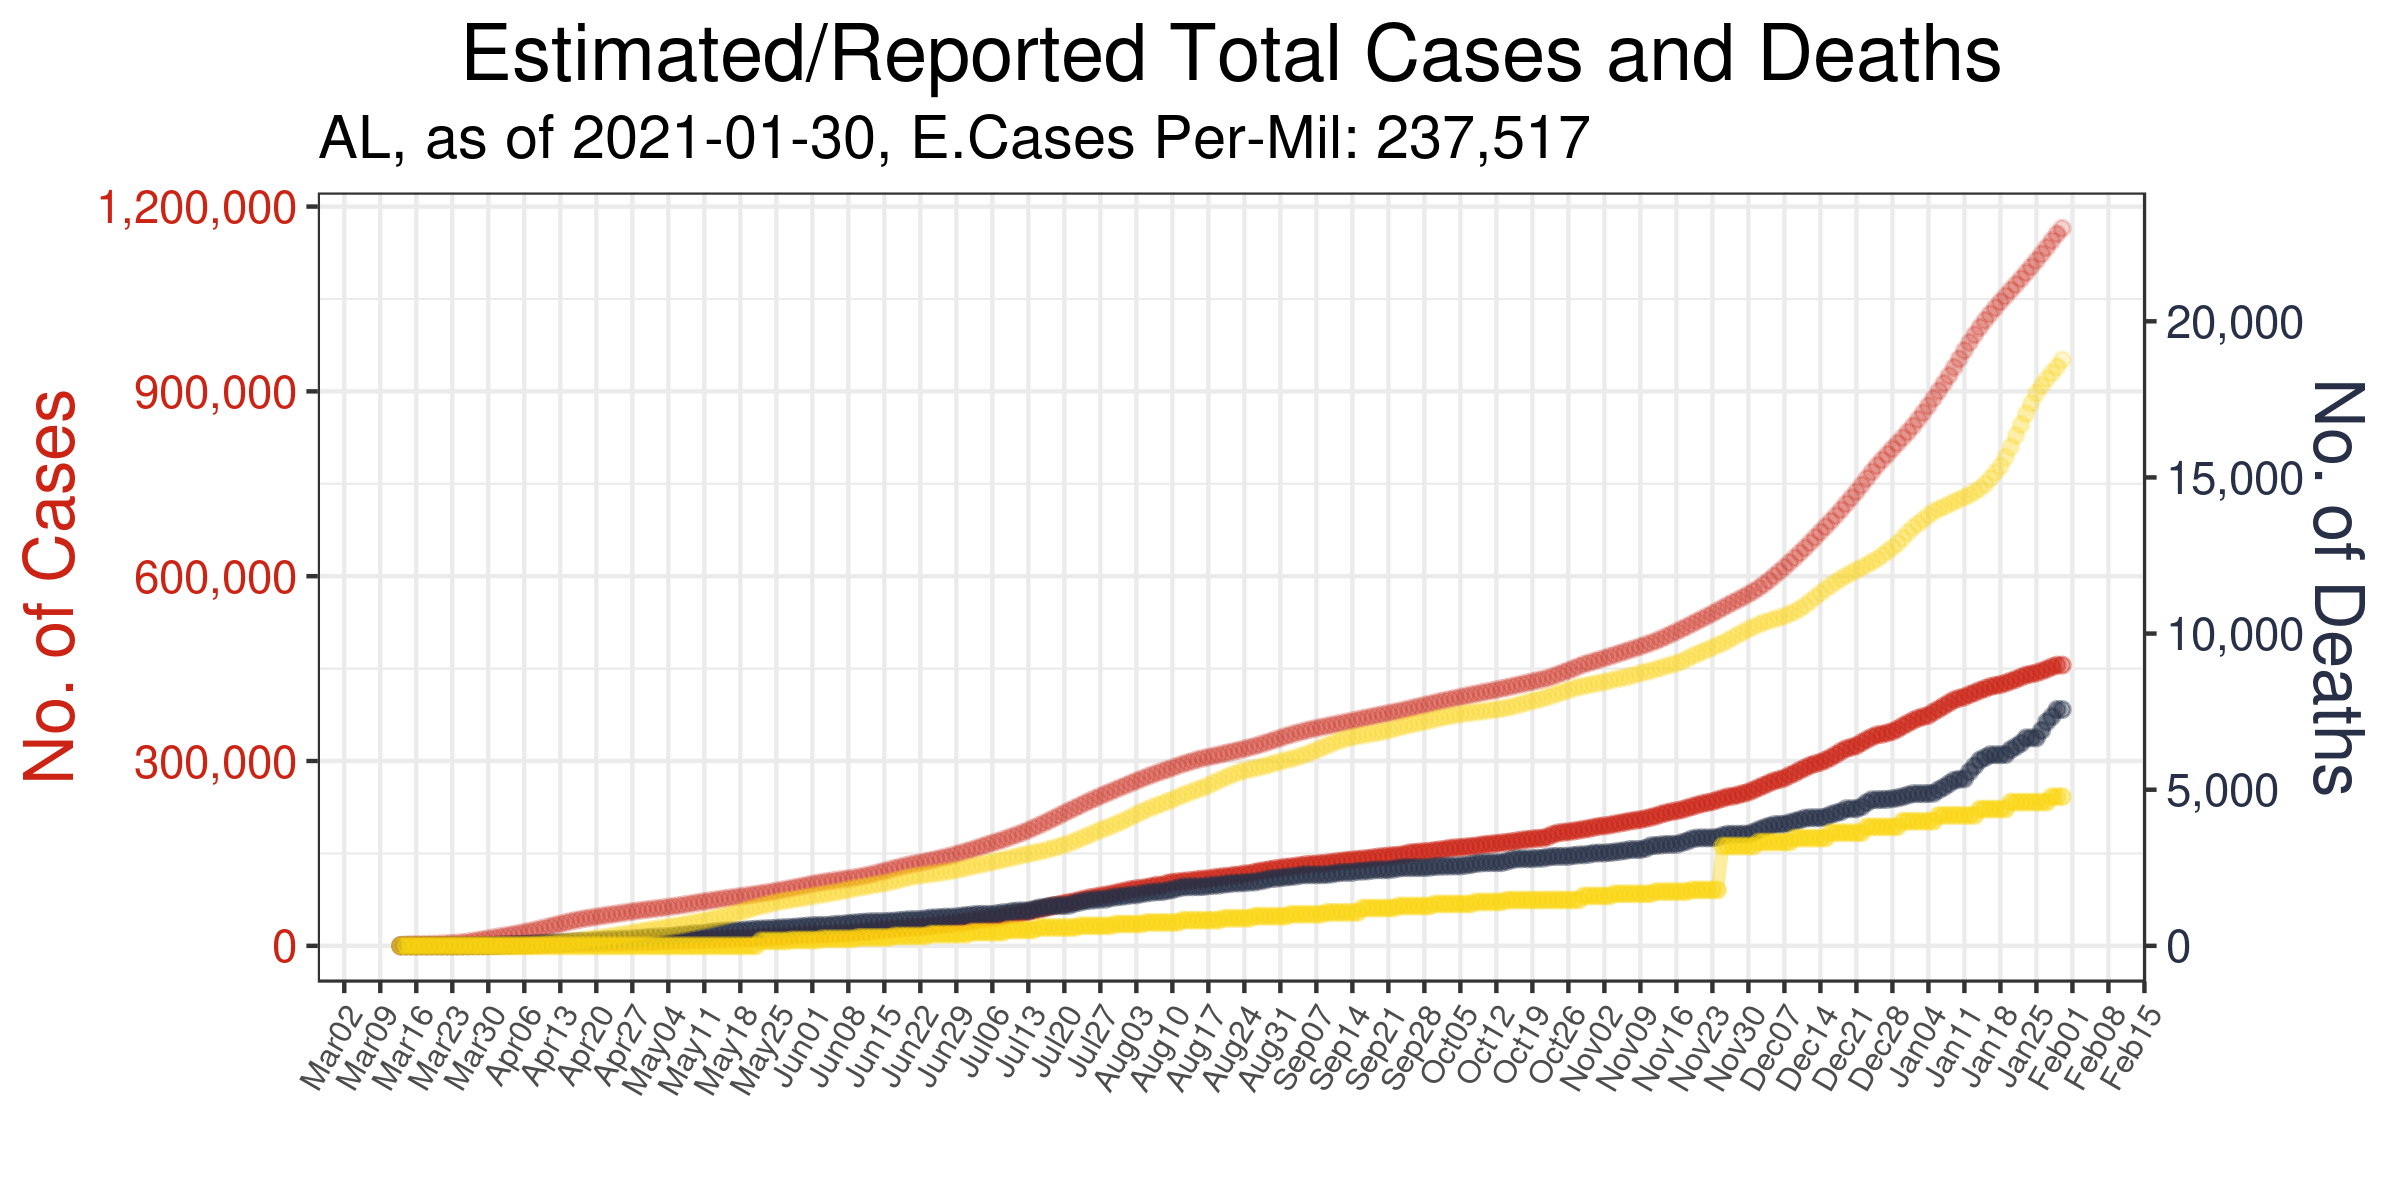 Estimated/Reported Total Cases and Deaths
AL, as of 2021-01-30, E.Cases Per-Mil: 237,517
No. of Cases
1,200,000
900,000
600,000
300,000
0
No. of Deaths
20,000
15,000
10,000
5,000
0
Mar02 Mar09 Mar16 Mar23 Mar30 Apr06 Apr13 Apr20 Apr27 May04 May11 May18 May25 Jun01 Jun08 Jun15 Jun22 Jun29 Jul06 Jul13 Jul20 Jul27 Aug03 Aug10 Aug17 Aug24 Aug31 Sep07 Sep14 Sep21 Sep28 Oct05 Oct12 Oct19 Oct26 Nov02 Nov09 Nov16 Nov23 Nov30 Dec07 Dec14 Dec21 Dec28 Jan04 Jan11 Jan18 Jan25 Feb01 Feb08 Feb15